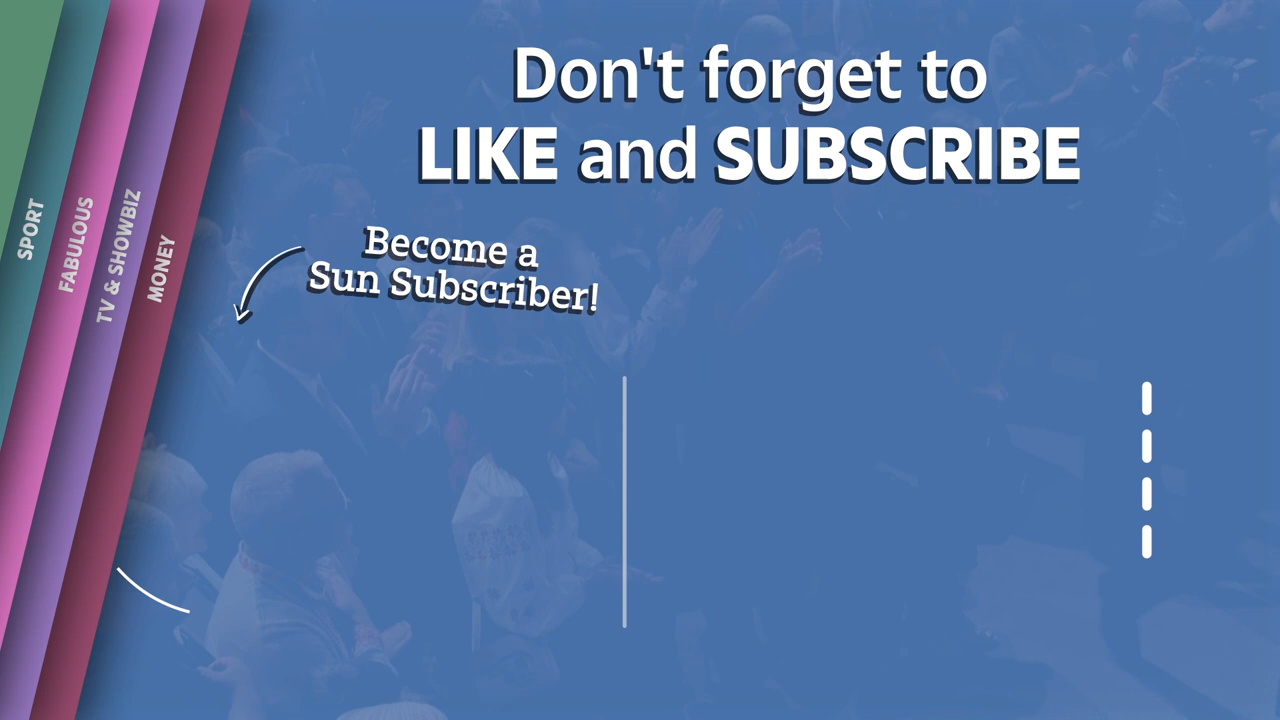 Don't forget to
LIKE and SUBSCRIBE
Become a
Sun Subscriber!
SPORT
FABULOUS
TV & SHOWBIZ
MONEY